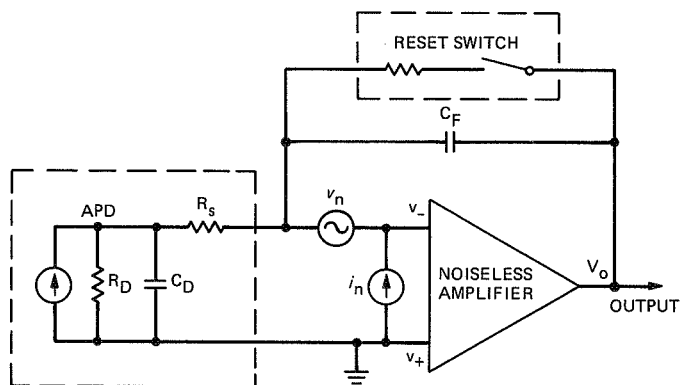 RESET SWITCH
C_F
APD
R_s
v_n
v_-
R_D
C_D
i_n
NOISELESS
AMPLIFIER
V_o
OUTPUT
v_+